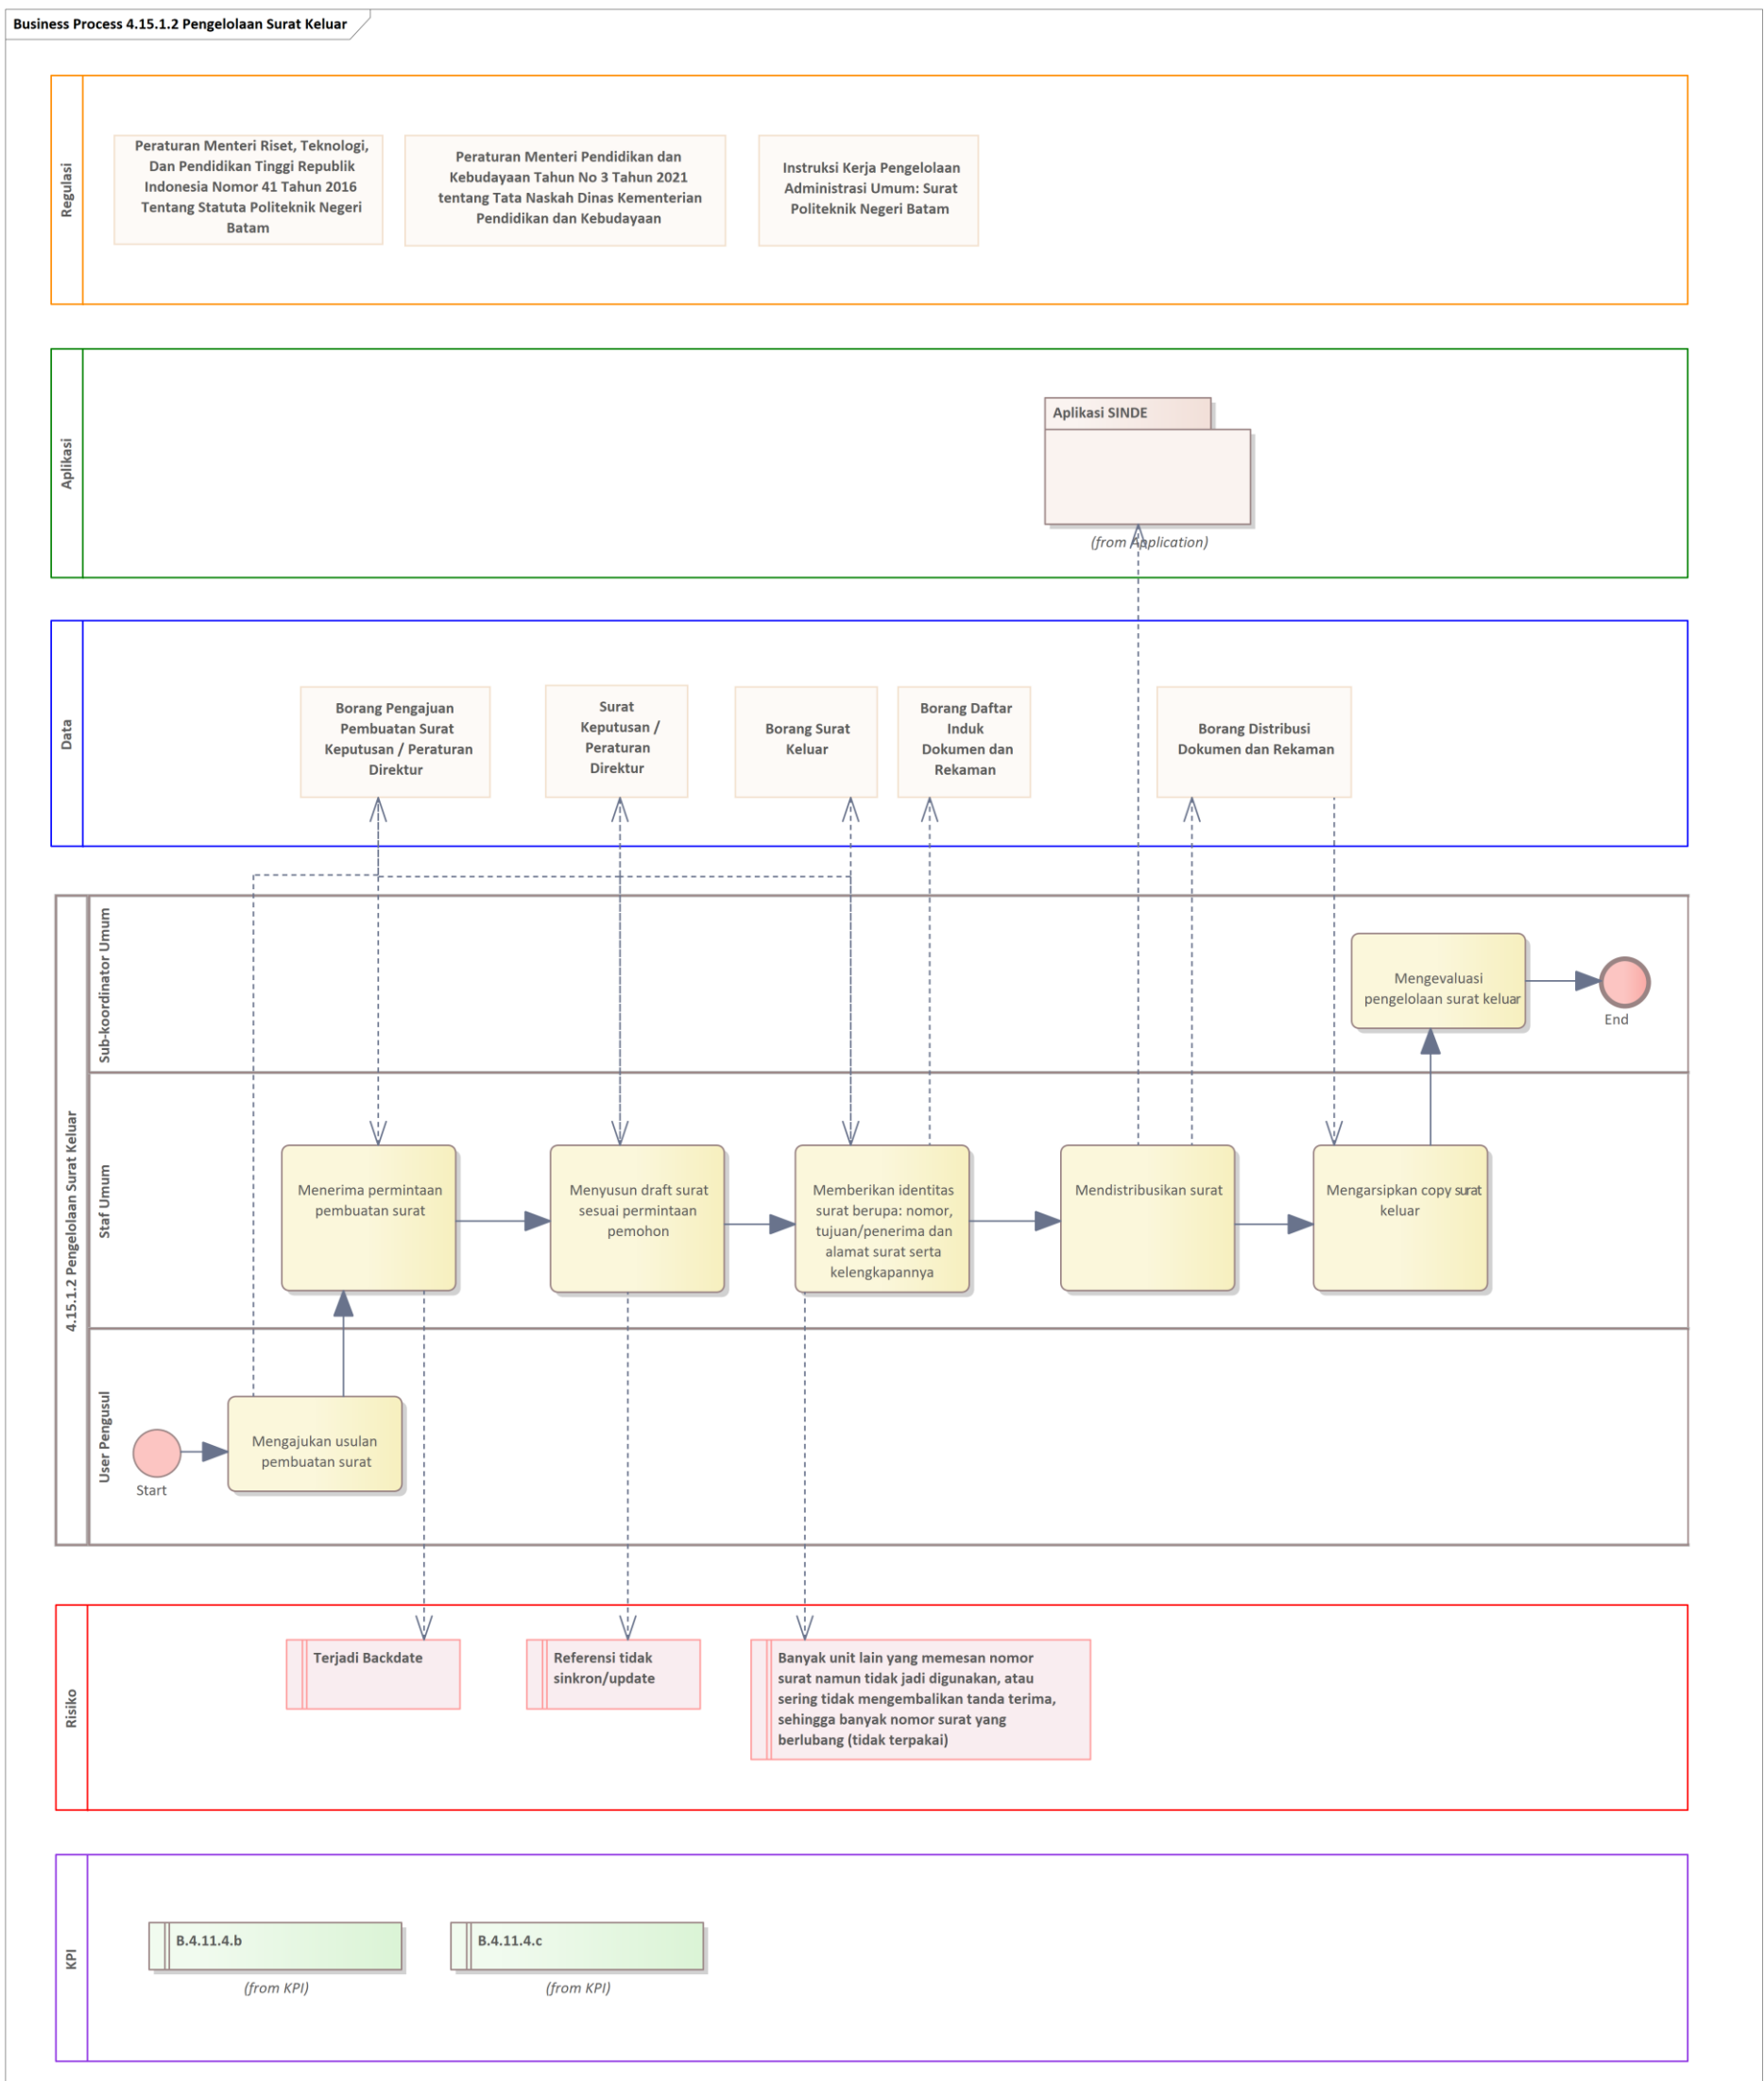 Business Process 4.15.1.2 Pengelolaan Surat Keluar
Regulasi
Peraturan Menteri Riset, Teknologi,
Dan Pendidikan Tinggi Republik
Indonesia Nomor 41 Tahun 2016
Tentang Statuta Politeknik Negeri
Batam
Peraturan Menteri Pendidikan dan
Kebudayaan Tahun No 3 Tahun 2021
tentang Tata Naskah Dinas Kementerian
Pendidikan dan Kebudayaan
Instruksi Kerja Pengelolaan
Administrasi Umum: Surat
Politeknik Negeri Batam
Aplikasi
Aplikasi SINDE
(from Application)
Data
Borang Pengajuan
Pembuatan Surat
Keputusan / Peraturan
Direktur
Surat
Keputusan /
Peraturan
Direktur
Borang Surat
Keluar
Borang Daftar
Induk
Dokumen dan
Rekaman
Borang Distribusi
Dokumen dan Rekaman
4.15.1.2 Pengelolaan Surat Keluar
Sub-koordinator Umum
Mengevaluasi
pengelolaan surat keluar
End
Staf Umum
Menerima permintaan
pembuatan surat
Menyusun draft surat
sesuai permintaan
pemohon
Memberikan identitas
surat berupa: nomor,
tujuan/penerima dan
alamat surat serta
kelengkapannya
Mendistribusikan surat
Mengarsipkan copy surat
keluar
User Pengusul
Start
Mengajukan usulan
pembuatan surat
Risiko
Terjadi Backdate
Referensi tidak
sinkron/update
Banyak unit lain yang memesan nomor
surat namun tidak jadi digunakan, atau
sering tidak mengembalikan tanda terima,
sehingga banyak nomor surat yang
berlubang (tidak terpakai)
KPI
B.4.11.4.b
(from KPI)
B.4.11.4.c
(from KPI)